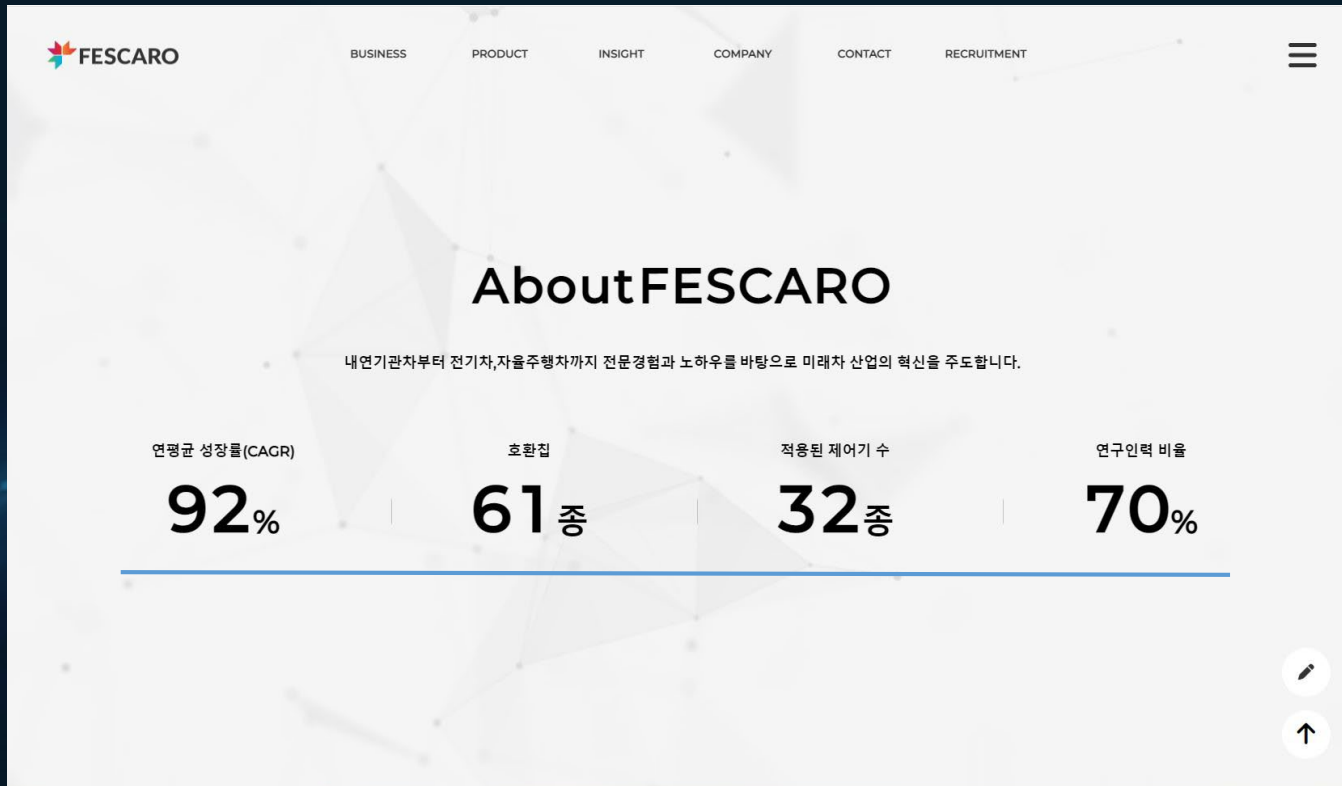 FESCARO
BUSINESS PRODUCT INSIGHT COMPANY CONTACT RECRUITMENT
About FESCARO
내연기관차부터 전기차,자율주행차까지 전문경험과 노하우를 바탕으로 미래차 산업의 혁신을 주도합니다.
연평균 성장률(CAGR) 호환칩 적용된 제어기 수 연구인력 비율
92% 61종 32종 70%